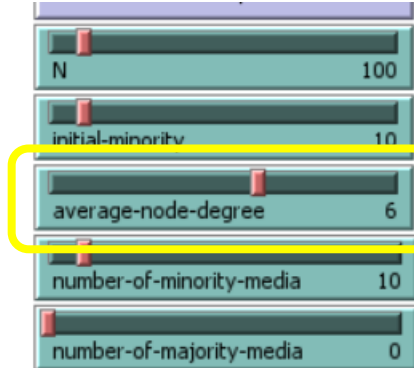 N 100
initial-minority 10
average-node-degree 6
number-of-minority-media 10
number-of-majority-media 0